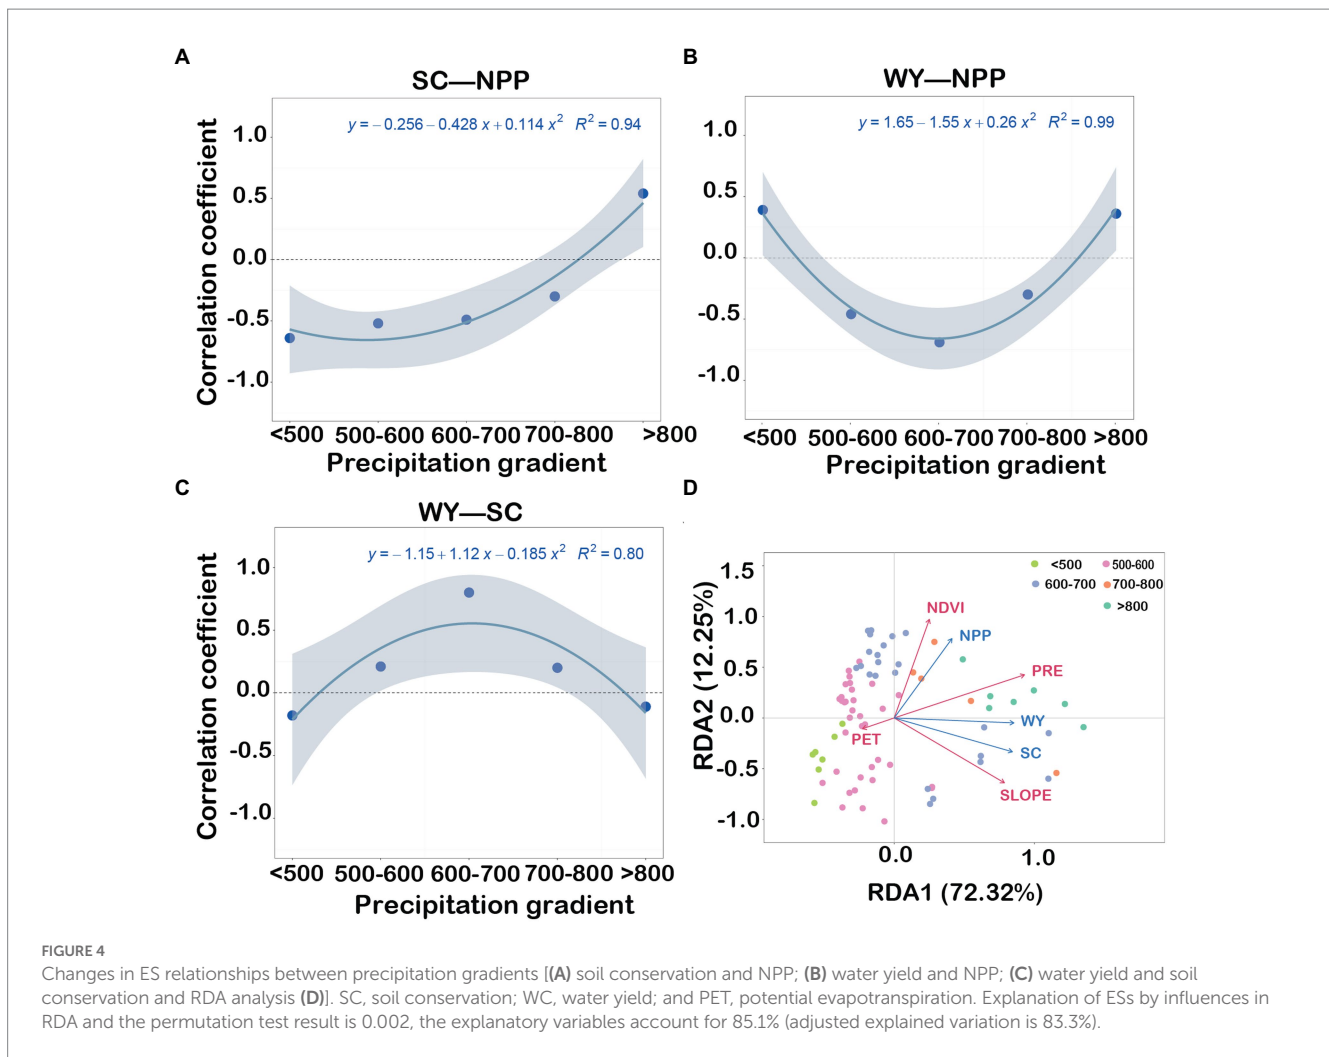 A
SC—NPP
y = − 0.256 − 0.428 x + 0.114 x² R² = 0.94
Correlation coefficient
1.0
0.5
0.0
-0.5
-1.0
<500 500-600 600-700 700-800 >800
Precipitation gradient
B
WY—NPP
y = 1.65 − 1.55 x + 0.26 x² R² = 0.99
1.0
0.5
0.0
-0.5
-1.0
<500 500-600 600-700 700-800 >800
Precipitation gradient
C
WY—SC
y = − 1.15 + 1.12 x − 0.185 x² R² = 0.80
Correlation coefficient
1.0
0.5
0.0
-0.5
-1.0
<500 500-600 600-700 700-800 >800
Precipitation gradient
D
<500 500-600
600-700 700-800
>800
RDA2 (12.25%)
1.5
1.0
0.5
0.0
-0.5
-1.0
NDVI
NPP
PRE
WY
PET
SC
SLOPE
0.0 1.0
RDA1 (72.32%)
FIGURE 4
Changes in ES relationships between precipitation gradients [(A) soil conservation and NPP; (B) water yield and NPP; (C) water yield and soil
conservation and RDA analysis (D)]. SC, soil conservation; WC, water yield; and PET, potential evapotranspiration. Explanation of ESs by influences in
RDA and the permutation test result is 0.002, the explanatory variables account for 85.1% (adjusted explained variation is 83.3%).